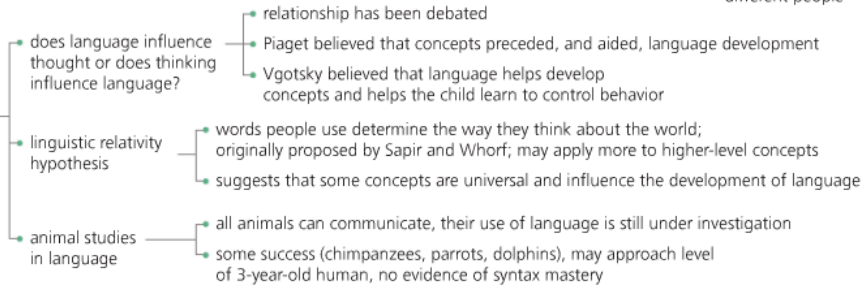 different people
relationship has been debated
does language influence
thought or does thinking
influence language?
Piaget believed that concepts preceded, and aided, language development
Vgotsky believed that language helps develop
concepts and helps the child learn to control behavior
linguistic relativity
hypothesis
words people use determine the way they think about the world;
originally proposed by Sapir and Whorf; may apply more to higher-level concepts
suggests that some concepts are universal and influence the development of language
animal studies
in language
all animals can communicate, their use of language is still under investigation
some success (chimpanzees, parrots, dolphins), may approach level
of 3-year-old human, no evidence of syntax mastery